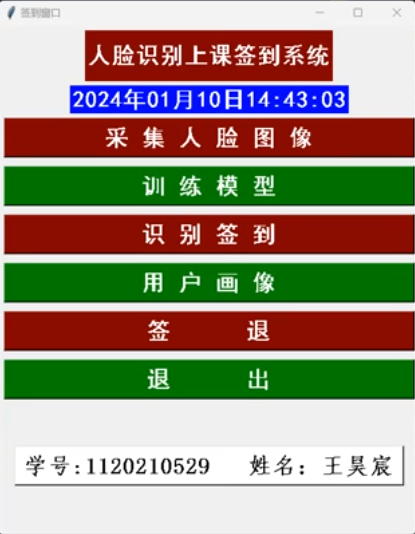 签到窗口
人脸识别上课签到系统
2024年01月10日14:43:03
采 集 人 脸 图 像
训 练 模 型
识 别 签 到
用 户 画 像
签 退
退 出
学号:1120210529 姓名：王昊宸